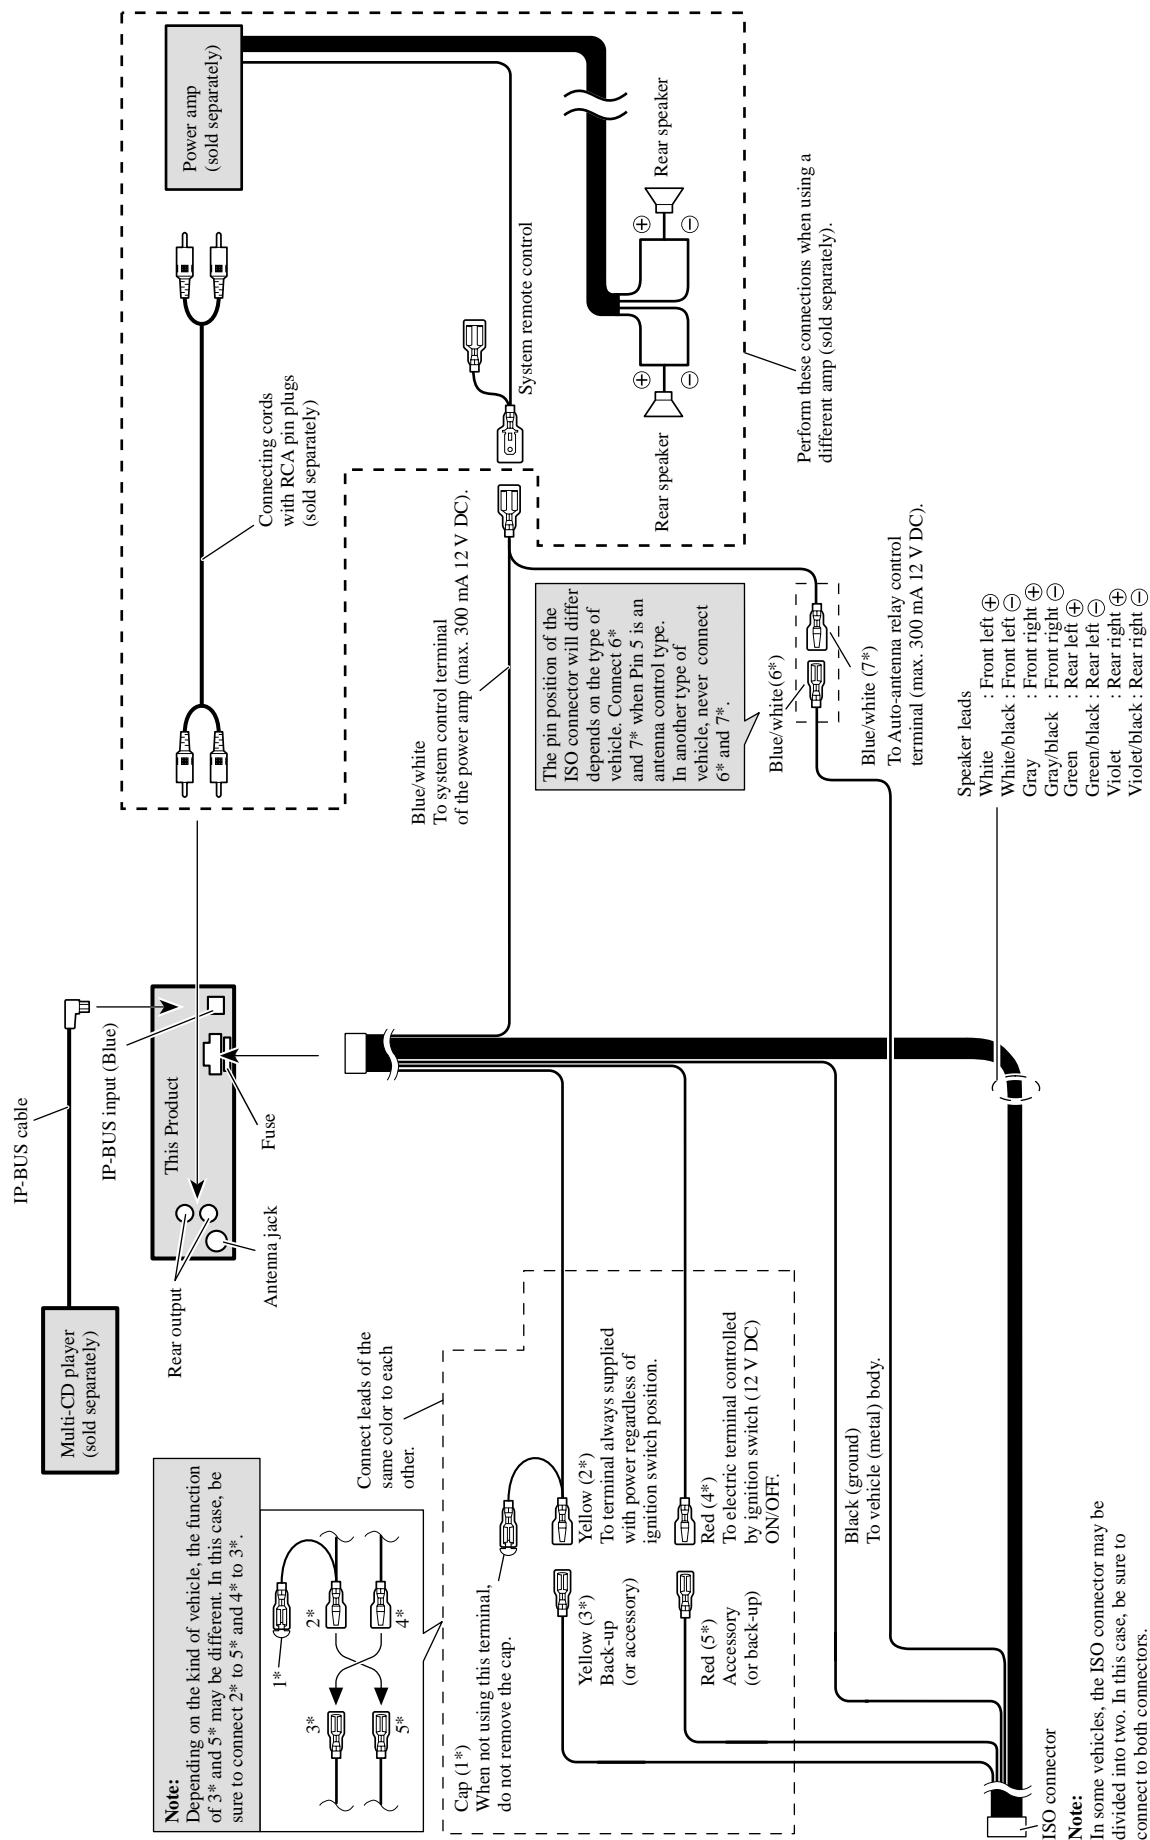 Note:
Depending on the kind of vehicle, the function
of 3* and 5* may be different. In this case, be
sure to connect 2* to 5* and 4* to 3*.
1*
2*
4*
3*
5*
Multi-CD player
(sold separately)
IP-BUS cable
IP-BUS input (Blue)
This Product
Rear output
Antenna jack
Fuse
Connecting cords
with RCA pin plugs
(sold separately)
Power amp
(sold separately)
System remote control
Rear speaker
Rear speaker
⊕
⊖
⊕
⊖
Perform these connections when using a
different amp (sold separately).
Blue/white
To system control terminal
of the power amp (max. 300 mA 12 V DC).
The pin position of the
ISO connector will differ
depends on the type of
vehicle. Connect 6*
and 7* when Pin 5 is an
antenna control type.
In another type of
vehicle, never connect
6* and 7*.
Blue/white(6*)
Blue/white (7*)
To Auto-antenna relay control
terminal (max. 300 mA 12 V DC).
Connect leads of the
same color to each
other.
Cap (1*)
When not using this terminal,
do not remove the cap.
Yellow (3*)
Back-up
(or accessory)
Yellow (2*)
To terminal always supplied
with power regardless of
ignition switch position.
Red (5*)
Accessory
(or back-up)
Red (4*)
To electric terminal controlled
by ignition switch (12 V DC)
ON/OFF.
Black (ground)
To vehicle (metal) body.
Speaker leads
White : Front left ⊕
White/black : Front left ⊖
Gray : Front right ⊕
Gray/black : Front right ⊖
Green : Rear left ⊕
Green/black : Rear left ⊖
Violet : Rear right ⊕
Violet/black : Rear right ⊖
ISO connector
Note:
In some vehicles, the ISO connector may be
divided into two. In this case, be sure to
connect to both connectors.